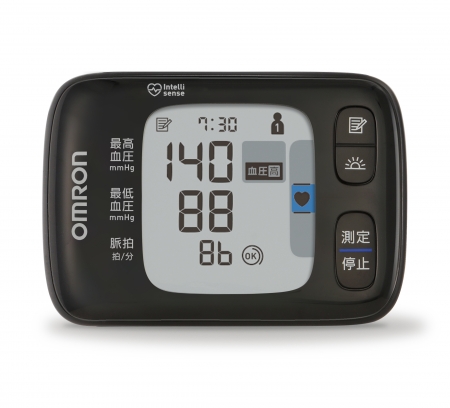 Intelli
sense
7:30
1
OMRON
最高
血圧
mmHg
140
血圧高
最低
血圧
mmHg
88
脈拍
拍/分
86
OK
測定
停止